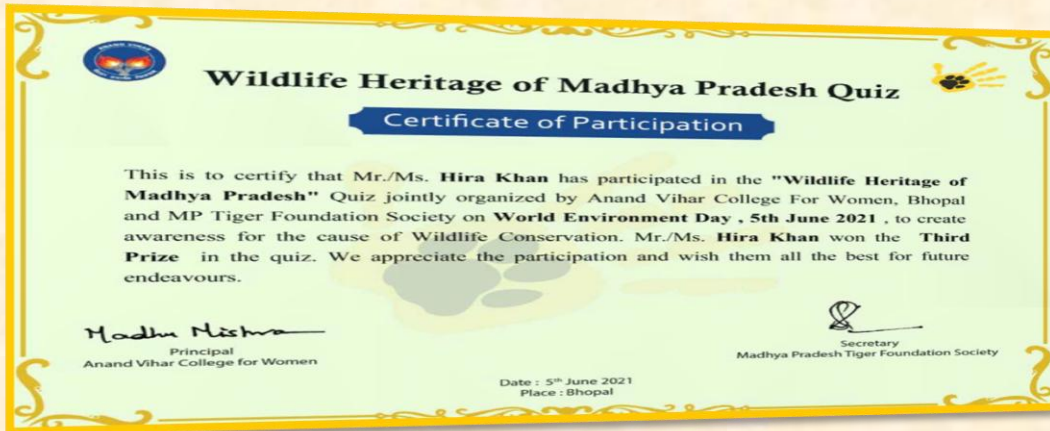 ANAND VIHAR
Wildlife Heritage of Madhya Pradesh Quiz
Certificate of Participation
This is to certify that Mr./Ms. Hira Khan has participated in the "Wildlife Heritage of
Madhya Pradesh" Quiz jointly organized by Anand Vihar College For Women, Bhopal
and MP Tiger Foundation Society on World Environment Day , 5th June 2021 , to create
awareness for the cause of Wildlife Conservation. Mr./Ms. Hira Khan won the Third
Prize in the quiz. We appreciate the participation and wish them all the best for future
endeavours.
Madhu Mishra
Principal
Anand Vihar College for Women
Secretary
Madhya Pradesh Tiger Foundation Society
Date : 5th June 2021
Place : Bhopal